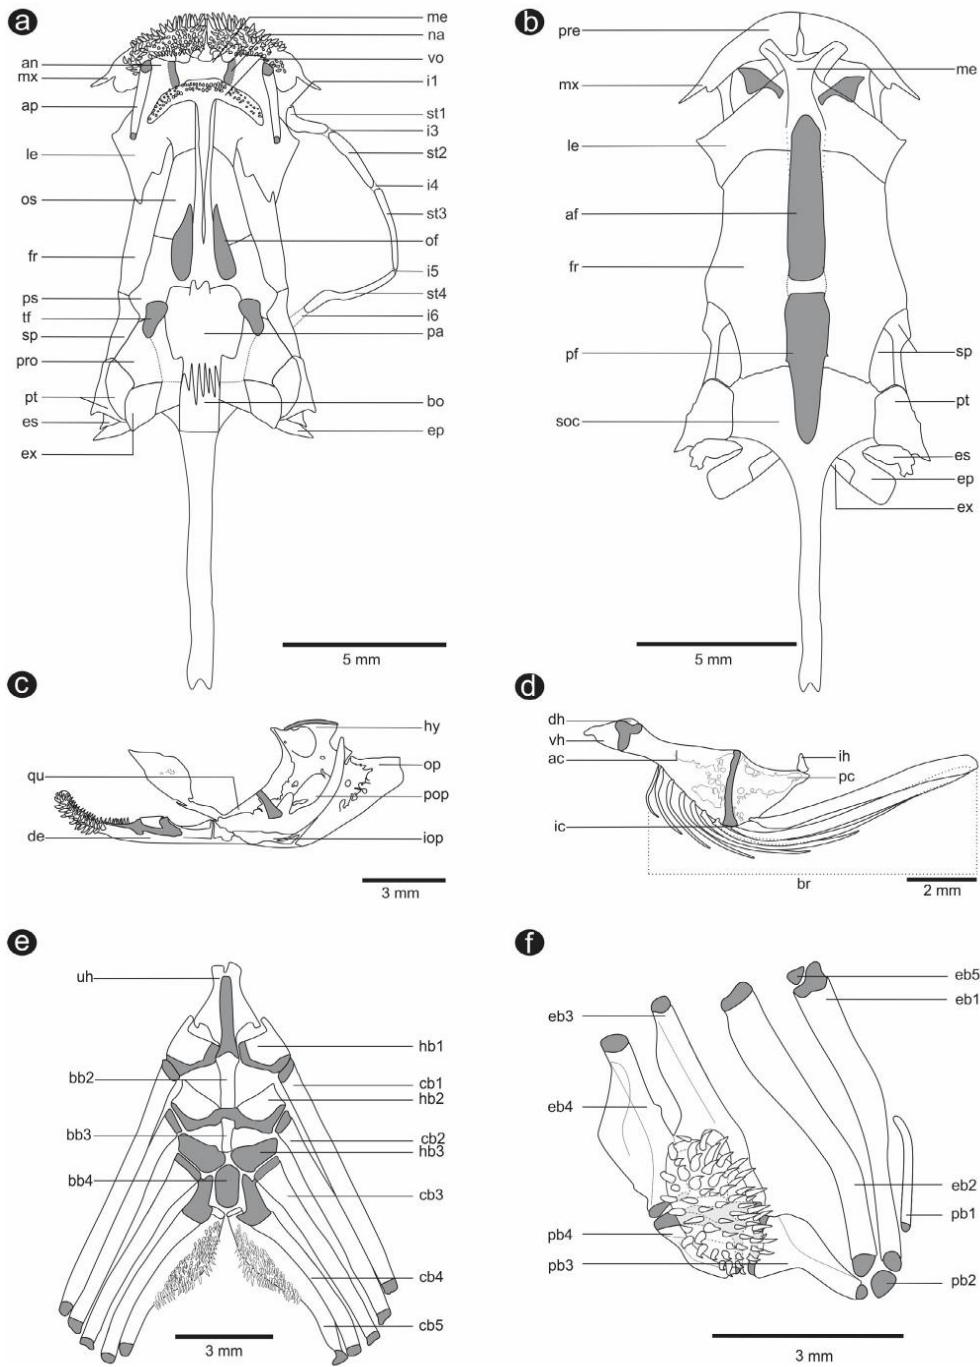 a
an
mx
ap
le
os
fr
ps
tf
sp
pro
pt
es
ex
me
na
vo
i1
st1
i3
st2
i4
st3
of
i5
st4
i6
pa
bo
ep
5 mm
b
pre
mx
le
af
fr
pf
soc
me
sp
pt
es
ep
ex
5 mm
c
qu
de
hy
op
pop
iop
3 mm
d
dh
vh
ac
ic
ih
pc
br
2 mm
e
uh
bb2
bb3
bb4
hb1
cb1
hb2
cb2
hb3
cb3
cb4
cb5
3 mm
f
eb3
eb4
pb4
pb3
eb5
eb1
eb2
pb1
pb2
3 mm